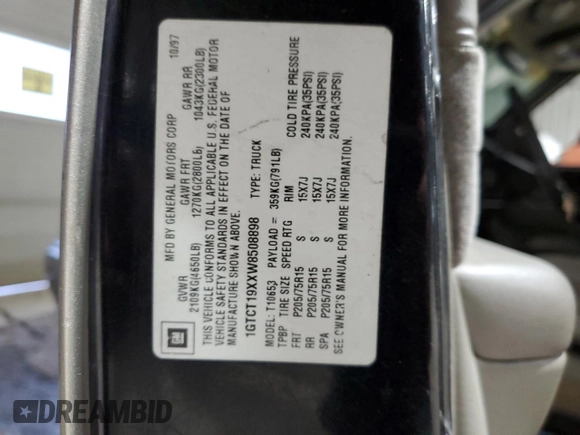 MFD BY GENERAL MOTORS CORP 10/97
GVWR GAWR FRT GAWR RR
2109KG(4650LB) 1270KG(2800LB) 1043KG(2300LB)
THIS VEHICLE CONFORMS TO ALL APPLICABLE U.S. FEDERAL MOTOR
VEHICLE SAFETY STANDARDS IN EFFECT ON THE DATE OF
MANUFACTURE SHOWN ABOVE.
1GTCT19XXW8508898 TYPE: TRUCK
MODEL: T10653 PAYLOAD = 359KG(791LB)
TPBP TIRE SIZE SPEED RTG RIM COLD TIRE PRESSURE
FRT P205/75R15 S 15X7J 240KPA(35PSI)
RR P205/75R15 S 15X7J 240KPA(35PSI)
SPA P205/75R15 S 15X7J 240KPA(35PSI)
SEE OWNER'S MANUAL FOR MORE INFORMATION.
GM
DREAMBID